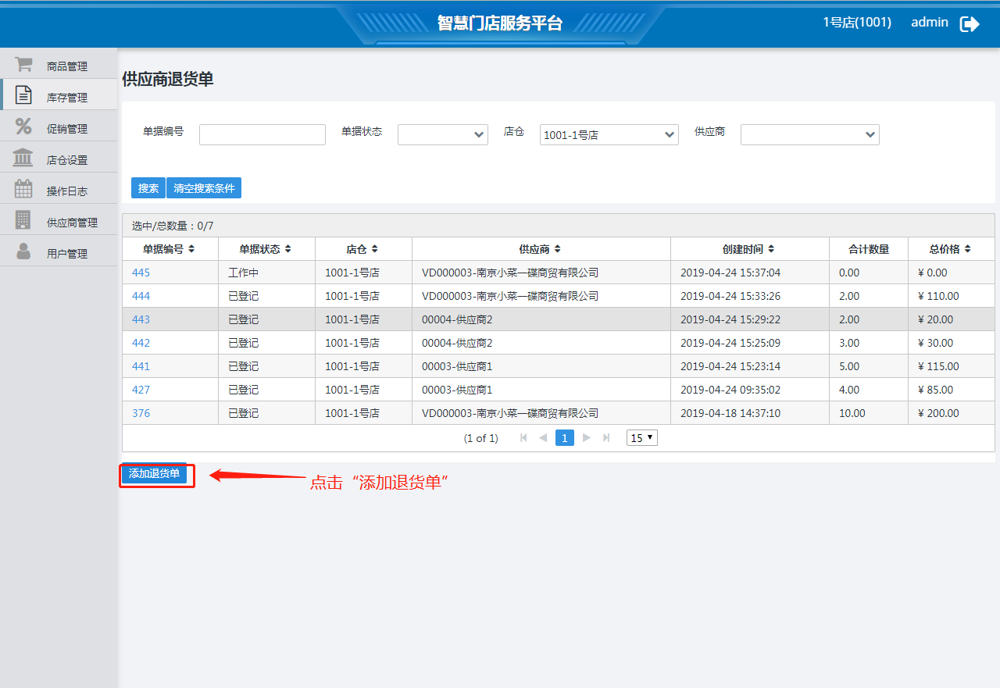 智慧门店服务平台
1号店(1001) admin
商品管理
库存管理
促销管理
店仓设置
操作日志
供应商管理
用户管理
供应商退货单
单据编号 单据状态 店仓 1001-1号店 供应商
搜索 清空搜索条件
选中/总数量：0/7
单据编号 单据状态 店仓 供应商 创建时间 合计数量 总价格
445 工作中 1001-1号店 VD000003-南京小菜一碟商贸有限公司 2019-04-24 15:37:04 0.00 ¥ 0.00
444 已登记 1001-1号店 VD000003-南京小菜一碟商贸有限公司 2019-04-24 15:33:26 2.00 ¥ 110.00
443 已登记 1001-1号店 00004-供应商2 2019-04-24 15:29:22 2.00 ¥ 20.00
442 已登记 1001-1号店 00004-供应商2 2019-04-24 15:25:09 3.00 ¥ 30.00
441 已登记 1001-1号店 00003-供应商1 2019-04-24 15:23:14 5.00 ¥ 115.00
427 已登记 1001-1号店 00003-供应商1 2019-04-24 09:35:02 4.00 ¥ 85.00
376 已登记 1001-1号店 VD000003-南京小菜一碟商贸有限公司 2019-04-18 14:37:10 10.00 ¥ 200.00
(1 of 1) 1 15
添加退货单
点击“添加退货单”